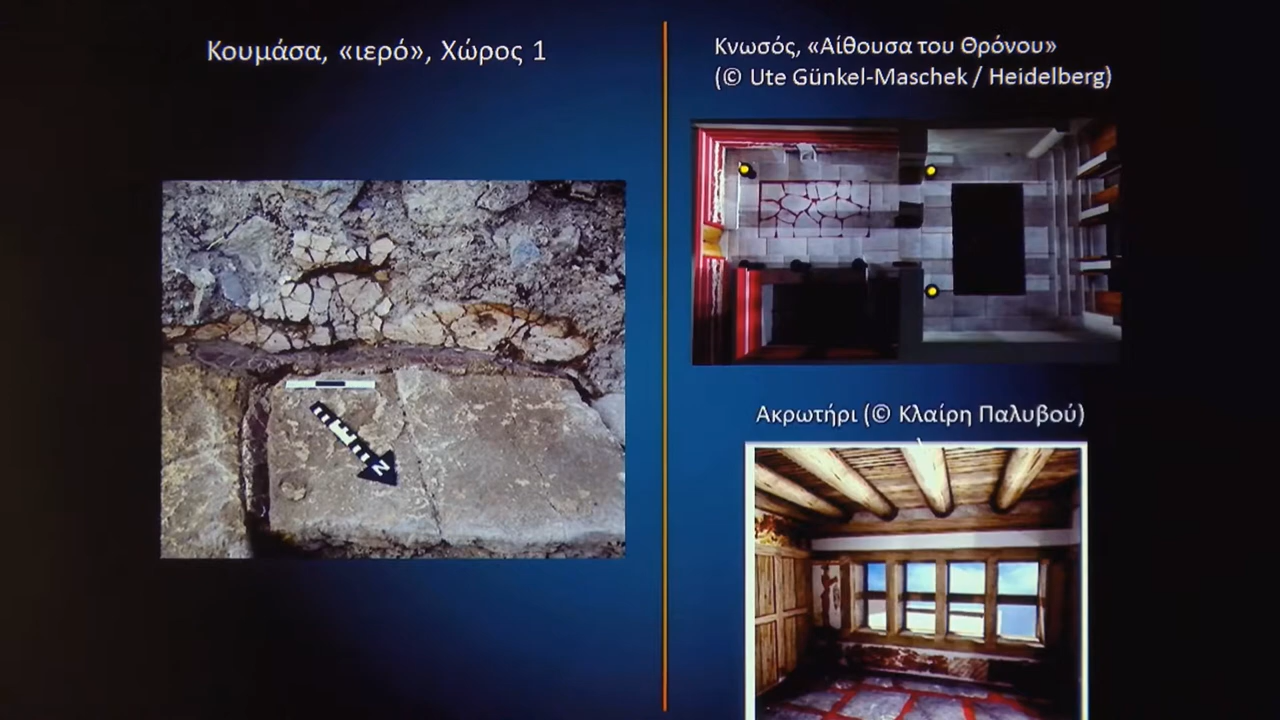 Κουμάσα, «ιερό», Χώρος 1
Κνωσός, «Αίθουσα του Θρόνου»
(© Ute Günkel-Maschek / Heidelberg)
N
Ακρωτήρι (© Κλαίρη Παλυβού)